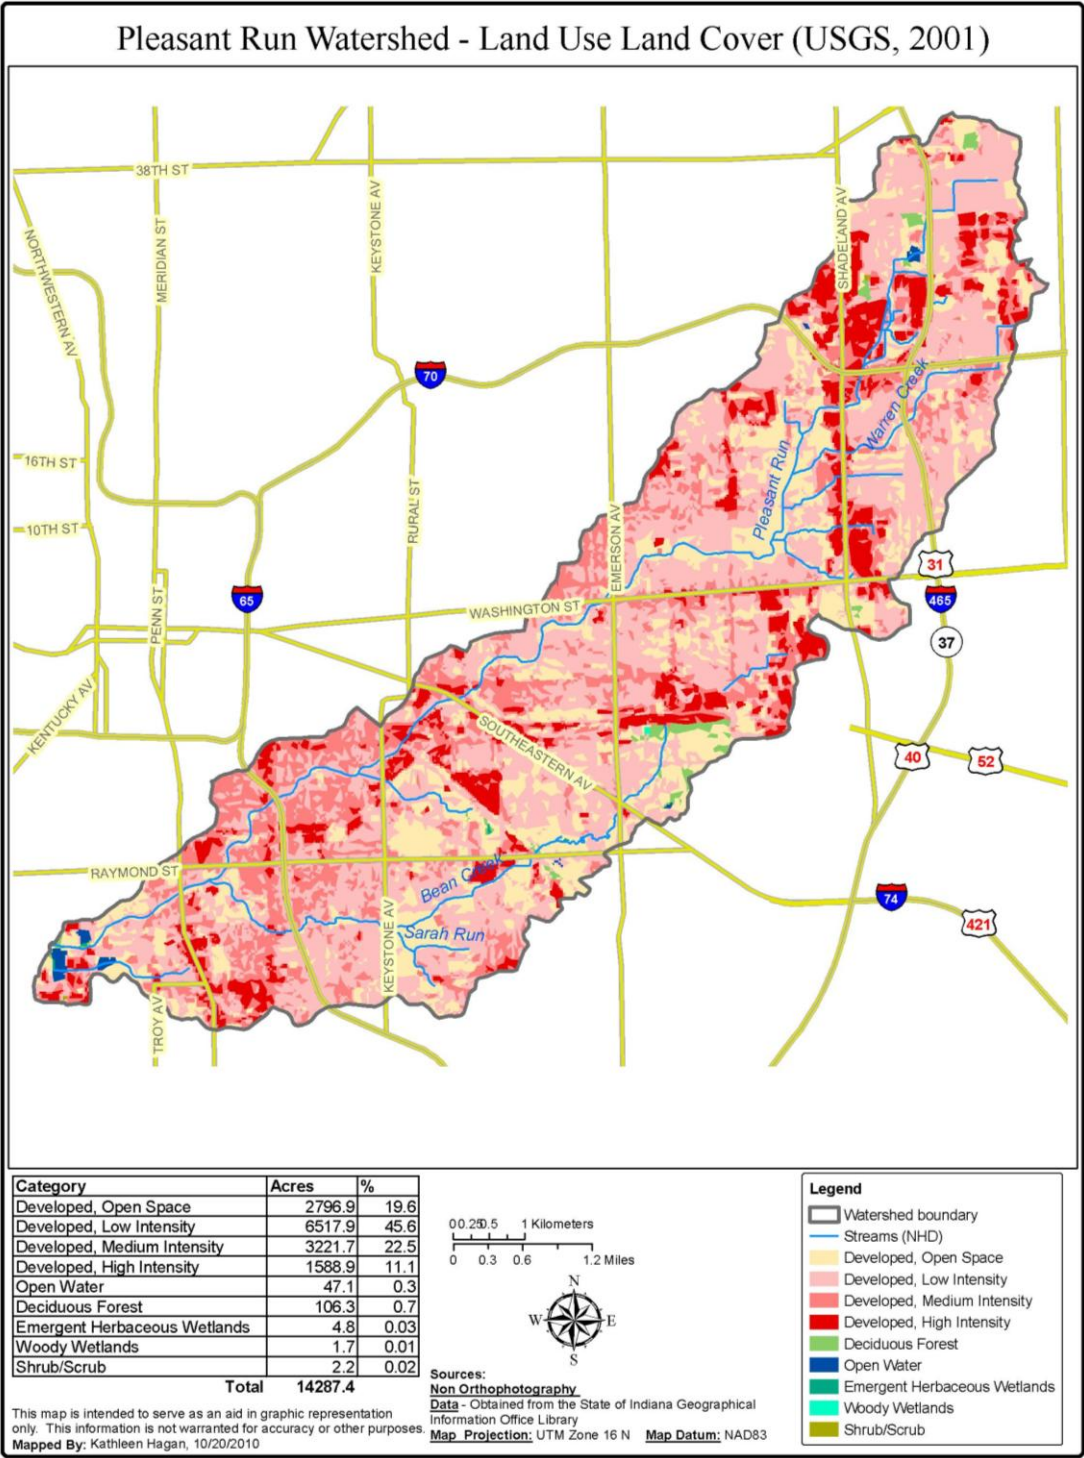 Pleasant Run Watershed - Land Use Land Cover (USGS, 2001)
38TH ST
NORTHWESTERN AV
MERIDIAN ST
KEYSTONE AV
SHADELAND AV
70
Warren Creek
16TH ST
10TH ST
RURAL ST
Pleasant Run
EMERSON AV
31
465
37
65
PENN ST
WASHINGTON ST
KENTUCKY AV
SOUTHEASTERN AV
40
52
RAYMOND ST
Bean Creek
74
421
Sarah Run
KEYSTONE AV
TROY AV
Category Acres %
Developed, Open Space 2796.9 19.6
Developed, Low Intensity 6517.9 45.6
Developed, Medium Intensity 3221.7 22.5
Developed, High Intensity 1588.9 11.1
Open Water 47.1 0.3
Deciduous Forest 106.3 0.7
Emergent Herbaceous Wetlands 4.8 0.03
Woody Wetlands 1.7 0.01
Shrub/Scrub 2.2 0.02
Total 14287.4
This map is intended to serve as an aid in graphic representation
only. This information is not warranted for accuracy or other purposes.
Mapped By: Kathleen Hagan, 10/20/2010
0 0.25 0.5 1 Kilometers
0 0.3 0.6 1.2 Miles
N
W E
S
Sources:
Non Orthophotography
Data - Obtained from the State of Indiana Geographical
Information Office Library
Map Projection: UTM Zone 16 N Map Datum: NAD83
Legend
Watershed boundary
Streams (NHD)
Developed, Open Space
Developed, Low Intensity
Developed, Medium Intensity
Developed, High Intensity
Deciduous Forest
Open Water
Emergent Herbaceous Wetlands
Woody Wetlands
Shrub/Scrub